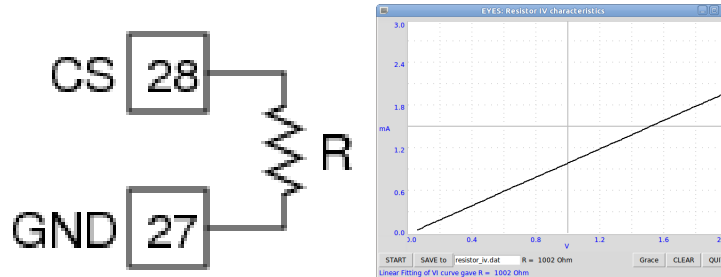 CS 28
R
GND 27
EYES: Resistor IV characteristics
3.0
2.4
1.8
mA
1.2
0.6
0.0
0.0 0.4 0.8 1.2 1.6 2
V
START SAVE to resistor_iv.dat R = 1002 Ohm Grace CLEAR QUI
Linear Fitting of VI curve gave R = 1002 Ohm